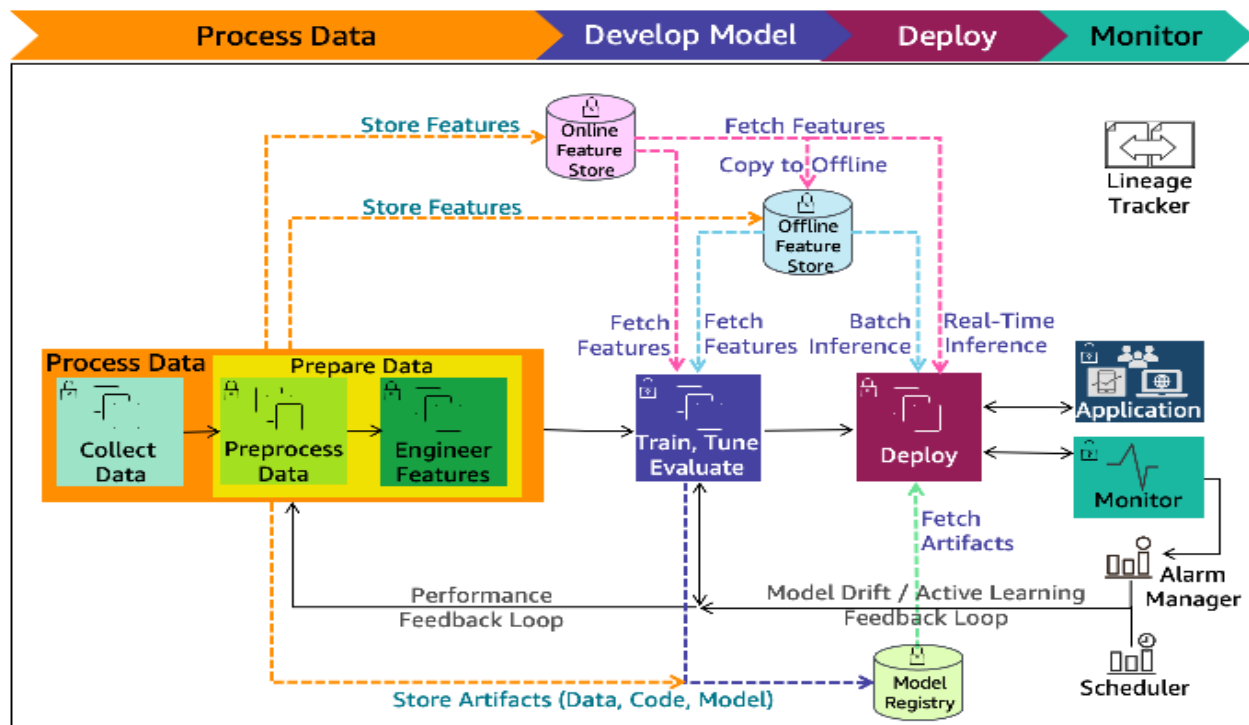 Process Data
Develop Model
Deploy
Monitor
Store Features
Online
Feature
Store
Fetch Features
Copy to Offline
Lineage
Tracker
Store Features
Offline
Feature
Store
Fetch
Features
Fetch
Features
Batch
Inference
Real-Time
Inference
Process Data
Prepare Data
Collect
Data
Preprocess
Data
Engineer
Features
Train, Tune
Evaluate
Deploy
Application
Monitor
Fetch
Artifacts
Alarm
Manager
Performance
Feedback Loop
Model Drift / Active Learning
Feedback Loop
Scheduler
Model
Registry
Store Artifacts (Data, Code, Model)